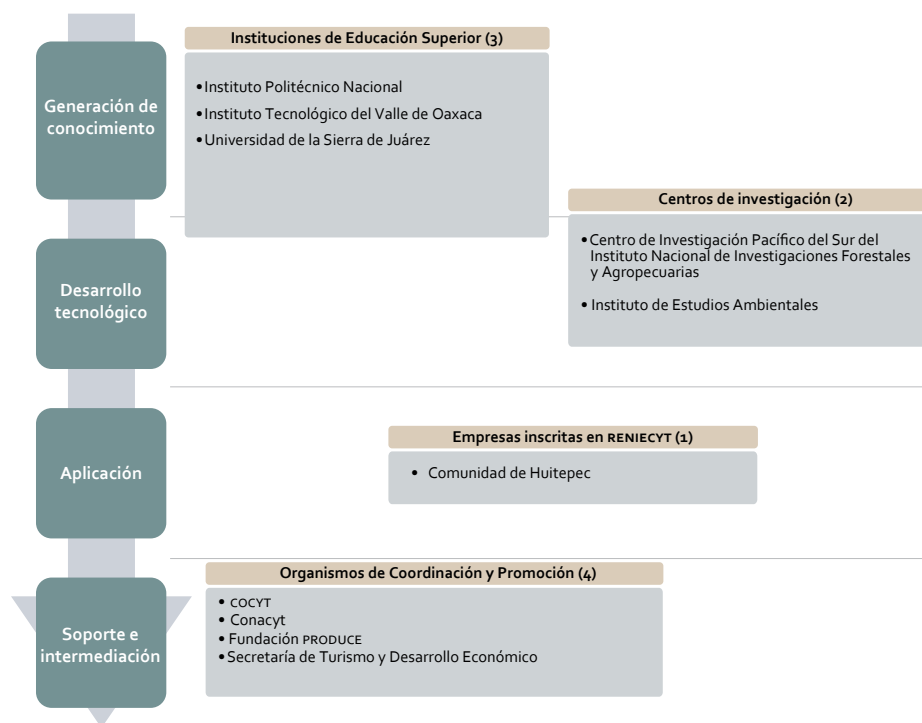 Instituciones de Educación Superior (3)
Generación de
conocimiento
• Instituto Politécnico Nacional
• Instituto Tecnológico del Valle de Oaxaca
• Universidad de la Sierra de Juárez
Centros de investigación (2)
Desarrollo
tecnológico
• Centro de Investigación Pacífico del Sur del
Instituto Nacional de Investigaciones Forestales
y Agropecuarias
• Instituto de Estudios Ambientales
Aplicación
Empresas inscritas en RENIECYT (1)
• Comunidad de Huitepec
Organismos de Coordinación y Promoción (4)
Soporte e
intermediación
• COCYT
• Conacyt
• Fundación PRODUCE
• Secretaría de Turismo y Desarrollo Económico